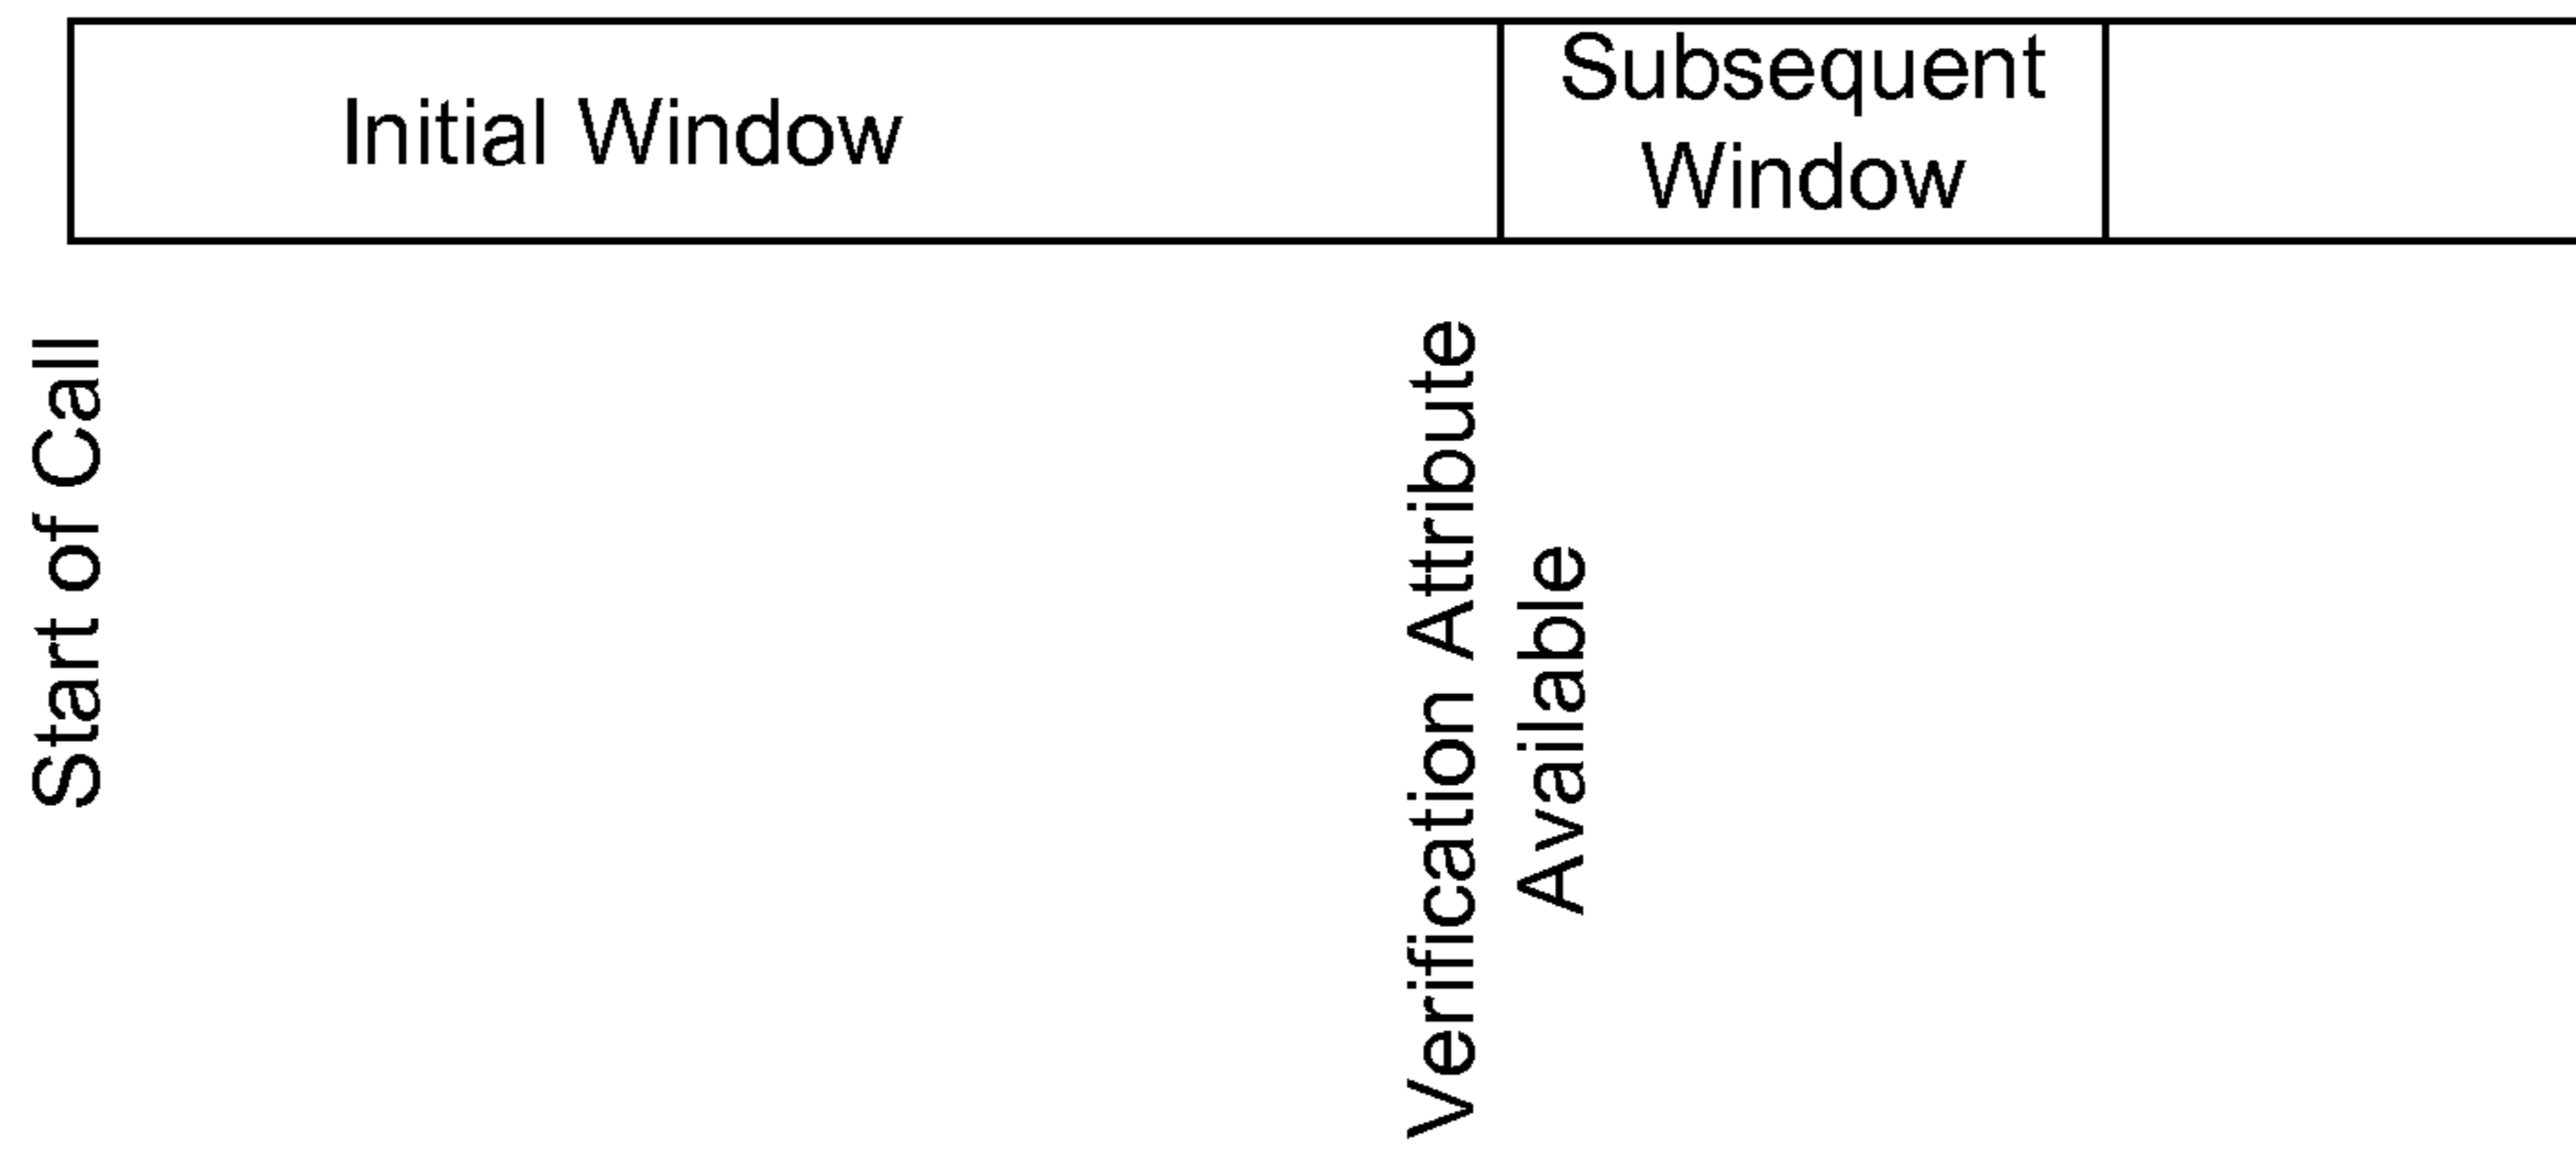 Initial Window
Subsequent
Window
Start of Call
Verification Attribute
Available